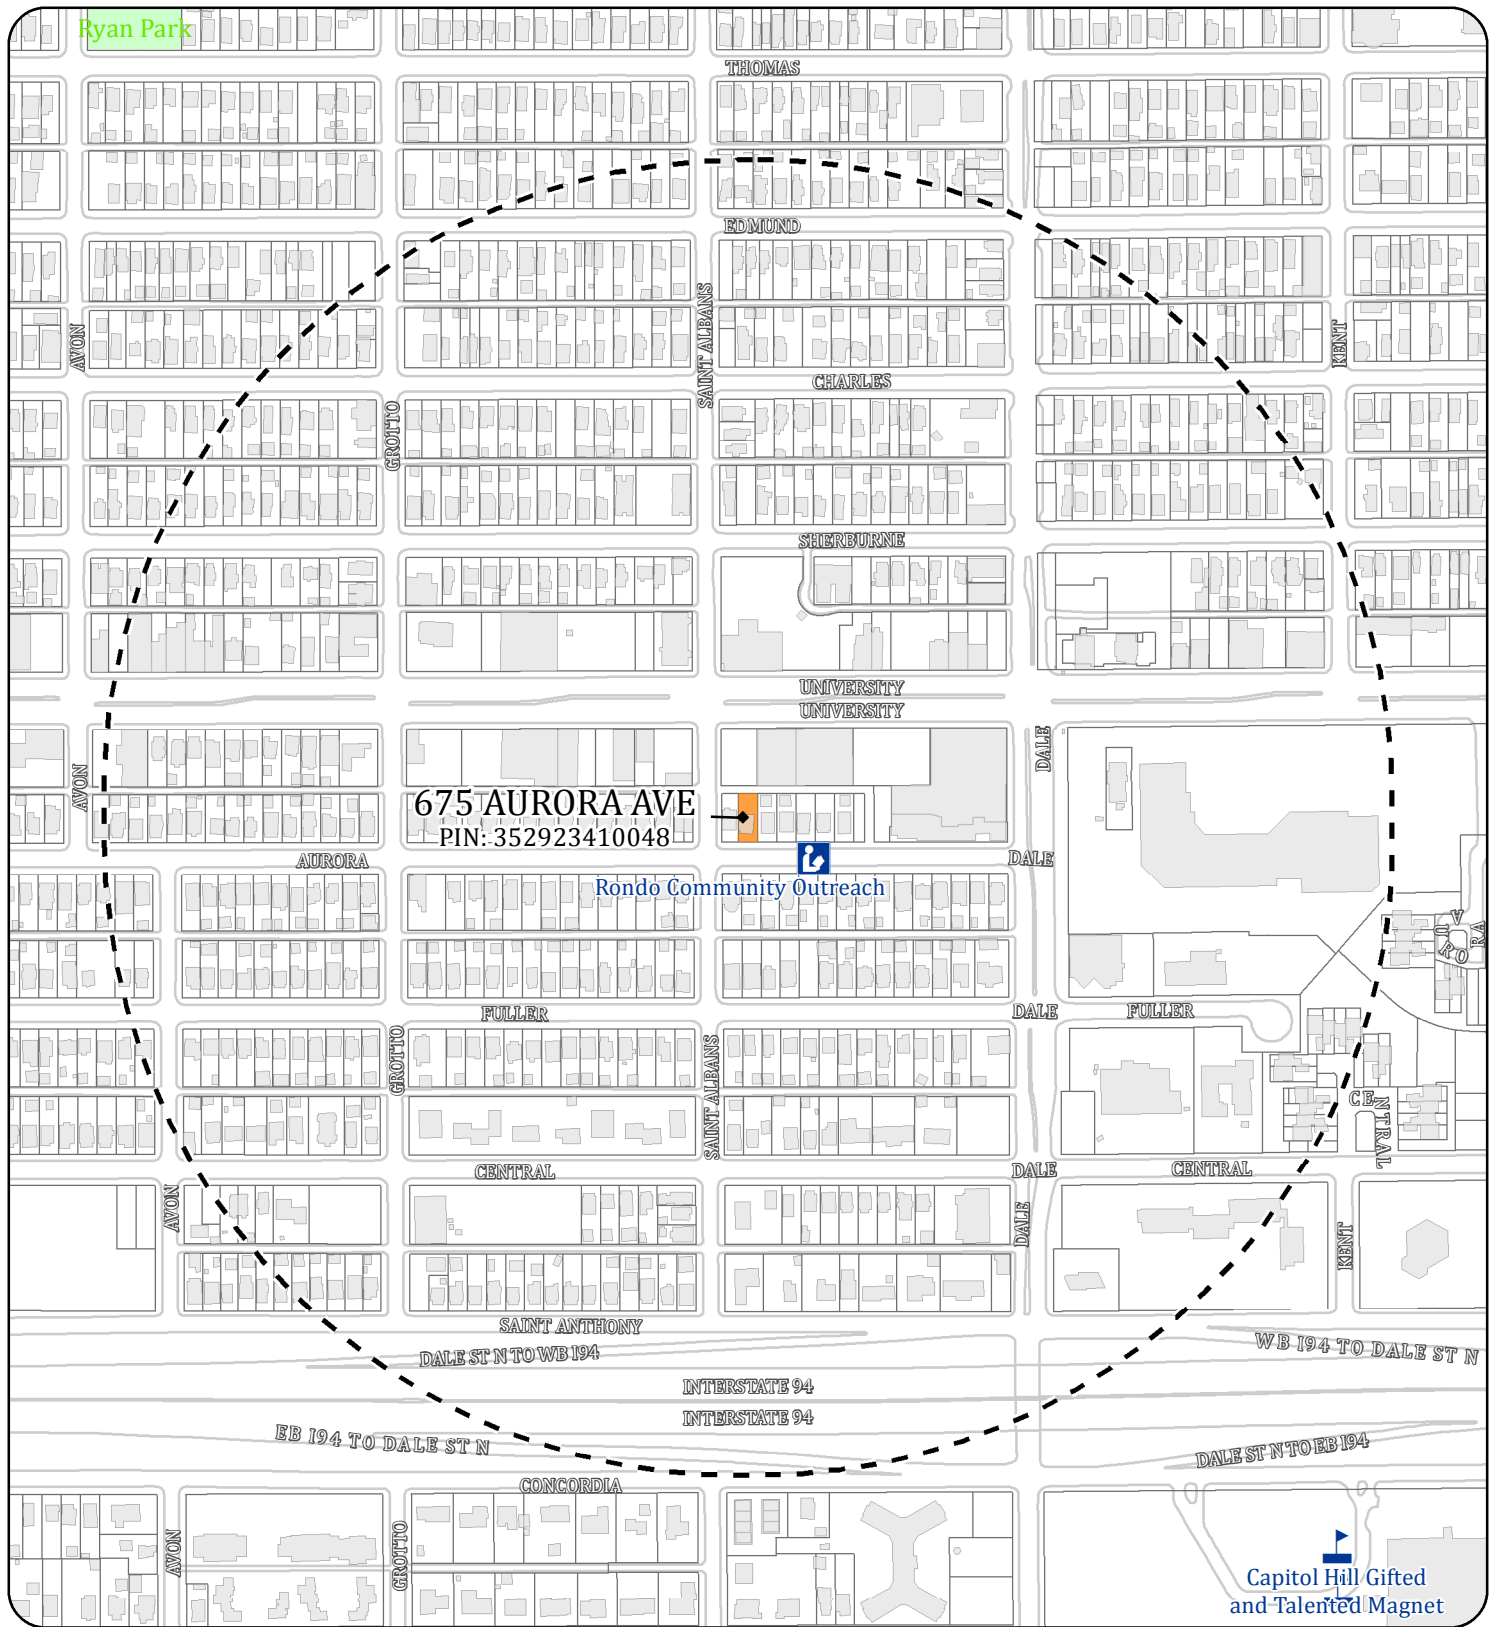 Ryan Park
THOMAS
EDMUND
SAINT ALBANS
AVON
KENT
CHARLES
GROTTO
SHERBURNE
UNIVERSITY
UNIVERSITY
DALE
AVON
675 AURORA AVE
PIN: 352923410048
AURORA
DALE
Rondo Community Outreach
AURORA
FULLER
DALE
FULLER
GROTTO
SAINT ALBANS
CENTRAL
CENTRAL
DALE
CENTRAL
AVON
DALE
KENT
SAINT ANTHONY
DALE ST N TO WB I94
WB I94 TO DALE ST N
INTERSTATE 94
INTERSTATE 94
EB I94 TO DALE ST N
DALE ST N TO EB I94
CONCORDIA
AVON
GROTTO
Capitol Hill Gifted
and Talented Magnet